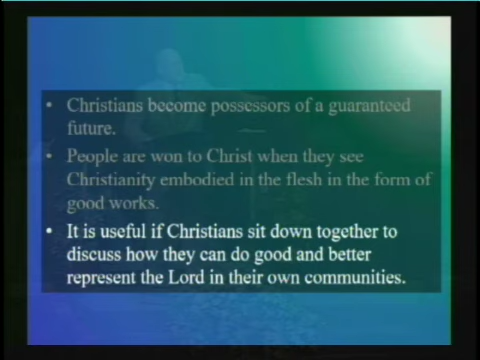 • Christians become possessors of a guaranteed
future.
• People are won to Christ when they see
Christianity embodied in the flesh in the form of
good works.
• It is useful if Christians sit down together to
discuss how they can do good and better
represent the Lord in their own communities.